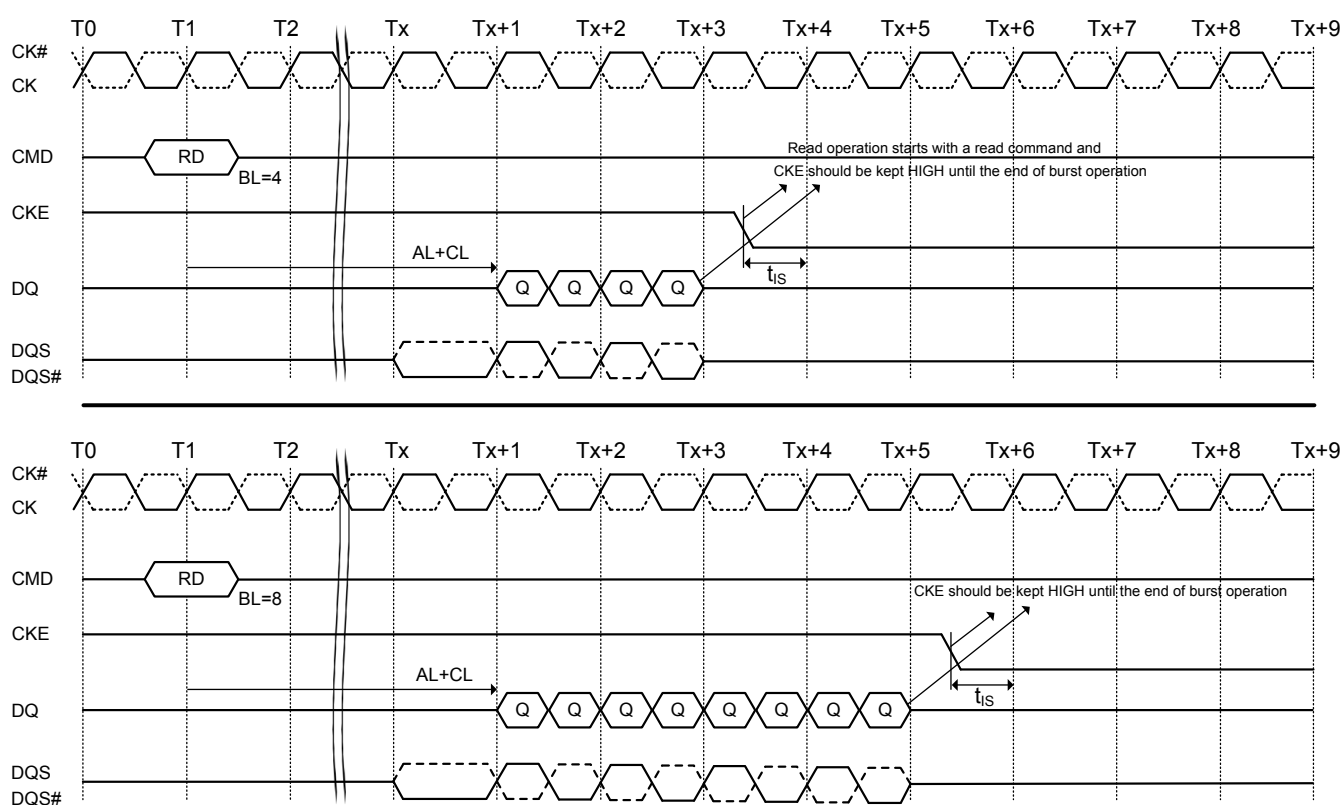 T0 T1 T2 Tx Tx+1 Tx+2 Tx+3 Tx+4 Tx+5 Tx+6 Tx+7 Tx+8 Tx+9
CK#
CK
CMD RD
BL=4
Read operation starts with a read command and
CKE should be kept HIGH until the end of burst operation
CKE
AL+CL
tIS
DQ Q Q Q Q
DQS
DQS#
T0 T1 T2 Tx Tx+1 Tx+2 Tx+3 Tx+4 Tx+5 Tx+6 Tx+7 Tx+8 Tx+9
CK#
CK
CMD RD
BL=8
CKE should be kept HIGH until the end of burst operation
CKE
AL+CL
tIS
DQ Q Q Q Q Q Q Q Q
DQS
DQS#